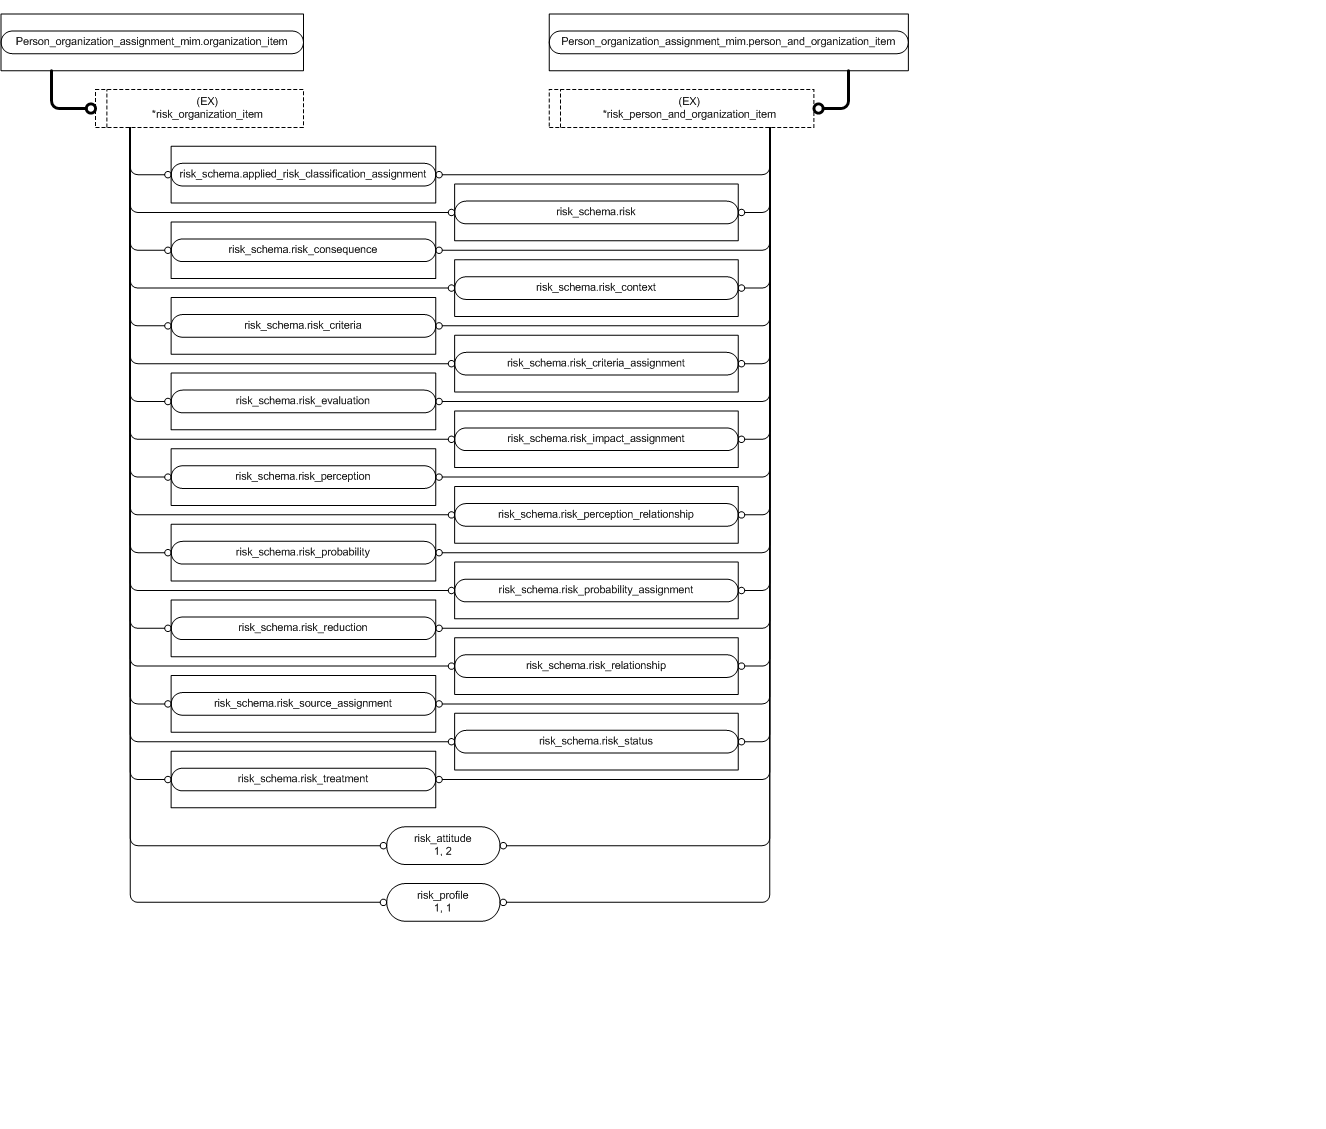 Person_organization_assignment_mim.organization_item
Person_organization_assignment_mim.person_and_organization_item
(EX)
*risk_organization_item
(EX)
*risk_person_and_organization_item
risk_schema.applied_risk_classification_assignment
risk_schema.risk
risk_schema.risk_consequence
risk_schema.risk_context
risk_schema.risk_criteria
risk_schema.risk_criteria_assignment
risk_schema.risk_evaluation
risk_schema.risk_impact_assignment
risk_schema.risk_perception
risk_schema.risk_perception_relationship
risk_schema.risk_probability
risk_schema.risk_probability_assignment
risk_schema.risk_reduction
risk_schema.risk_relationship
risk_schema.risk_source_assignment
risk_schema.risk_status
risk_schema.risk_treatment
risk_attitude
1, 2
risk_profile
1, 1